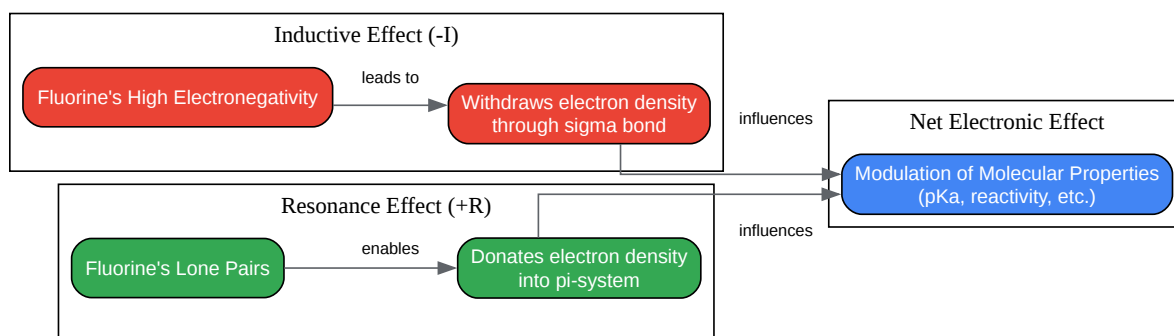 Inductive Effect (-I)
Fluorine's High Electronegativity
leads to
Withdraws electron density
through sigma bond
influences
Net Electronic Effect
Modulation of Molecular Properties
(pKa, reactivity, etc.)
Resonance Effect (+R)
Fluorine's Lone Pairs
enables
Donates electron density
into pi-system
influences